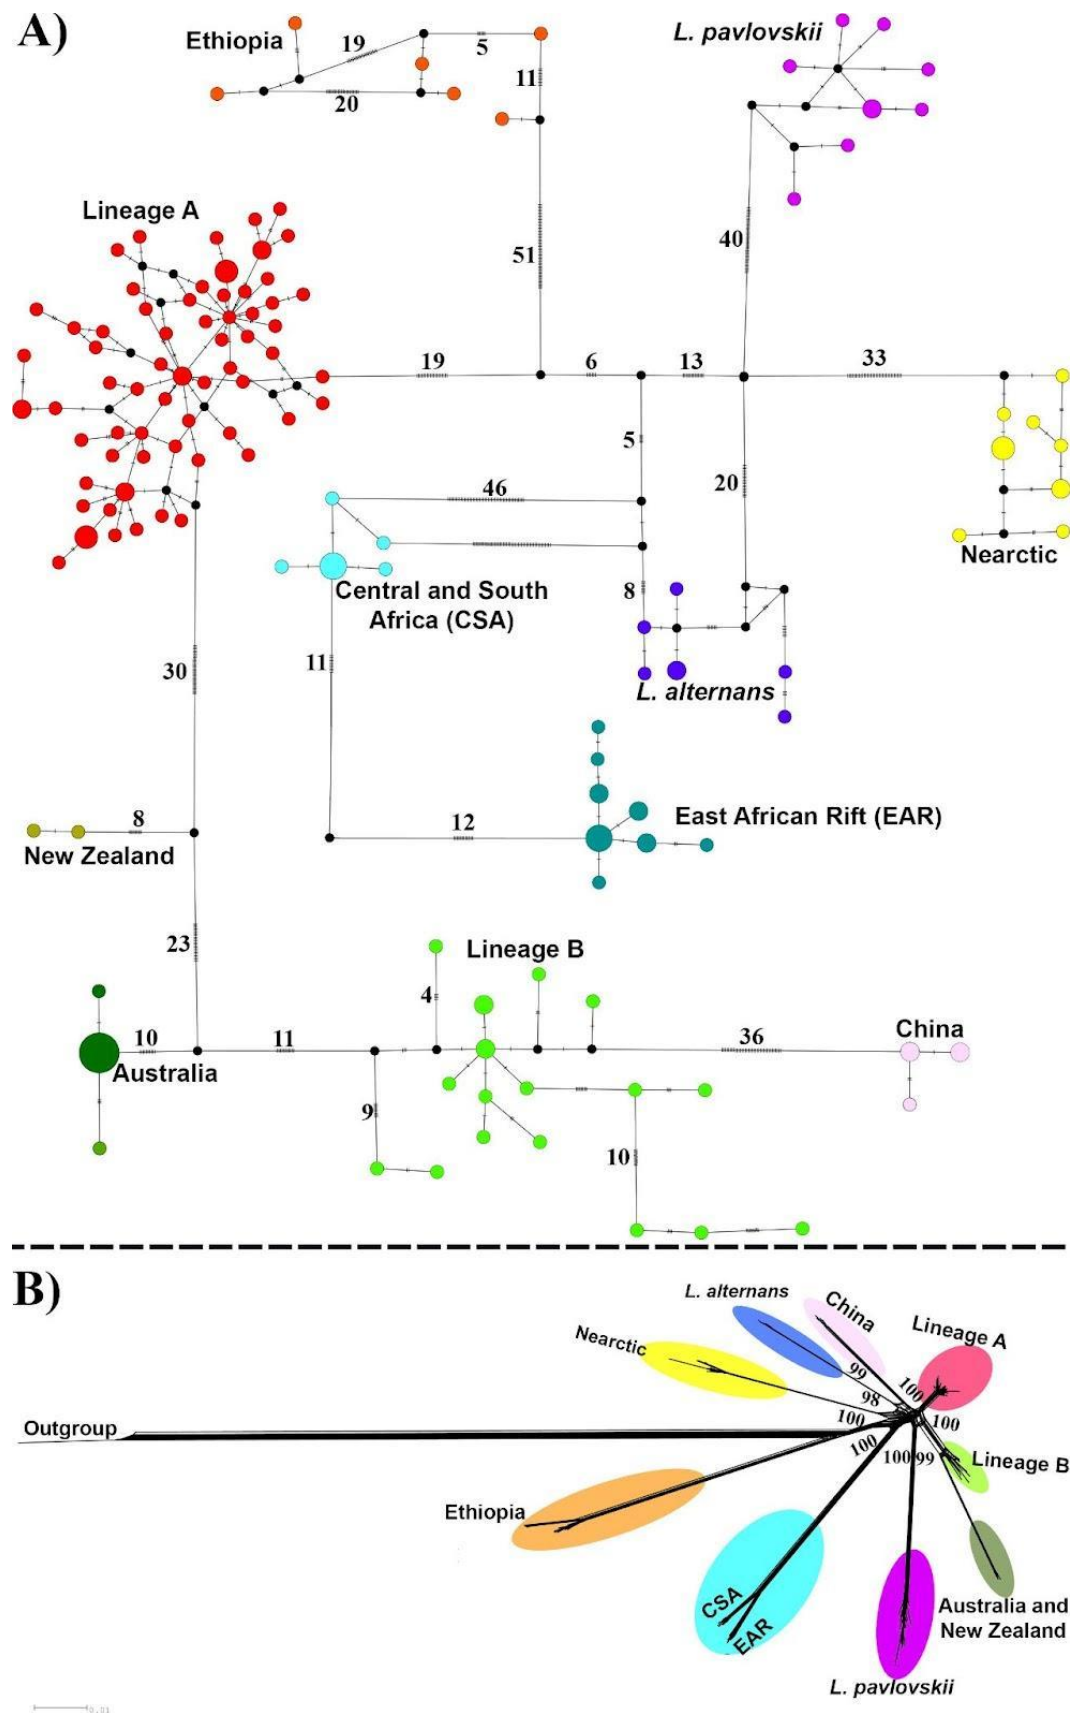 A)
Ethiopia
19
5
L. pavlovskii
11
20
Lineage A
51
40
19
6
13
33
5
46
20
Nearctic
Central and South
Africa (CSA)
8
11
30
L. alternans
8
12
East African Rift (EAR)
New Zealand
23
Lineage B
4
10
11
36
China
Australia
9
10
B)
L. alternans
China
Lineage A
Nearctic
99
100
98
100
100
Outgroup
100
100
99
Lineage B
Ethiopia
CSA
EAR
Australia and
New Zealand
L. pavlovskii
0.01